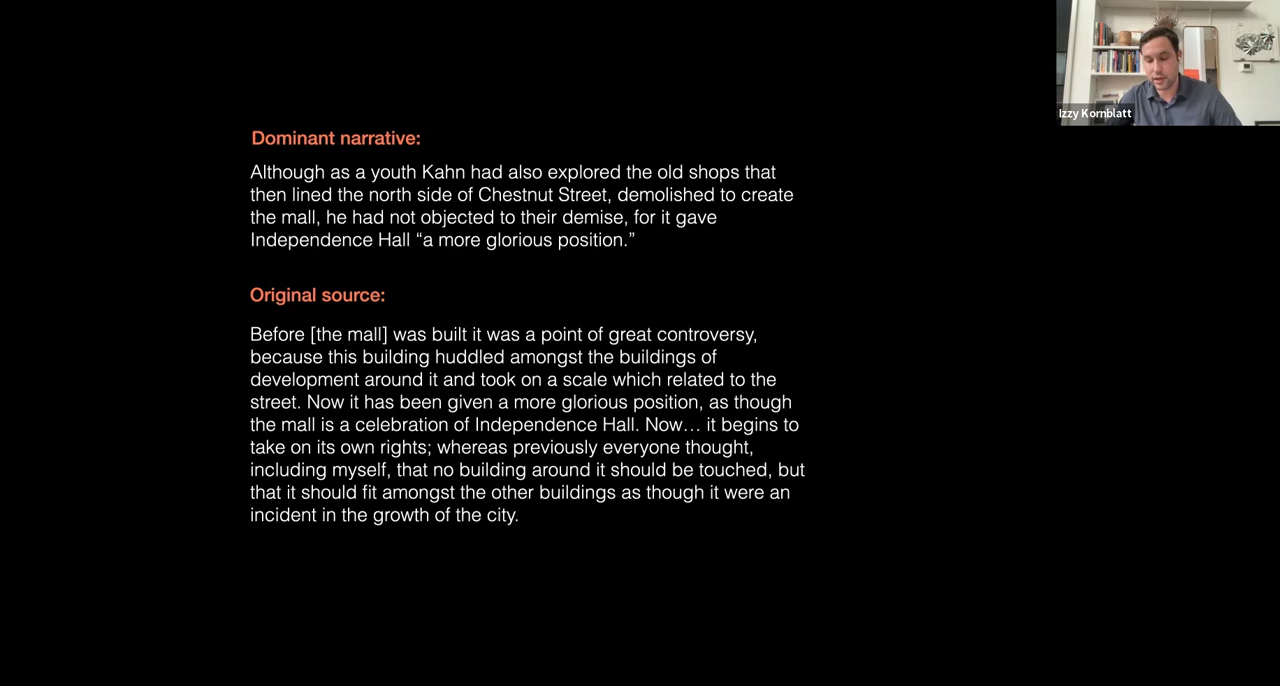 Izzy Kornblatt
Dominant narrative:
Although as a youth Kahn had also explored the old shops that
then lined the north side of Chestnut Street, demolished to create
the mall, he had not objected to their demise, for it gave
Independence Hall “a more glorious position.”
Original source:
Before [the mall] was built it was a point of great controversy,
because this building huddled amongst the buildings of
development around it and took on a scale which related to the
street. Now it has been given a more glorious position, as though
the mall is a celebration of Independence Hall. Now… it begins to
take on its own rights; whereas previously everyone thought,
including myself, that no building around it should be touched, but
that it should fit amongst the other buildings as though it were an
incident in the growth of the city.